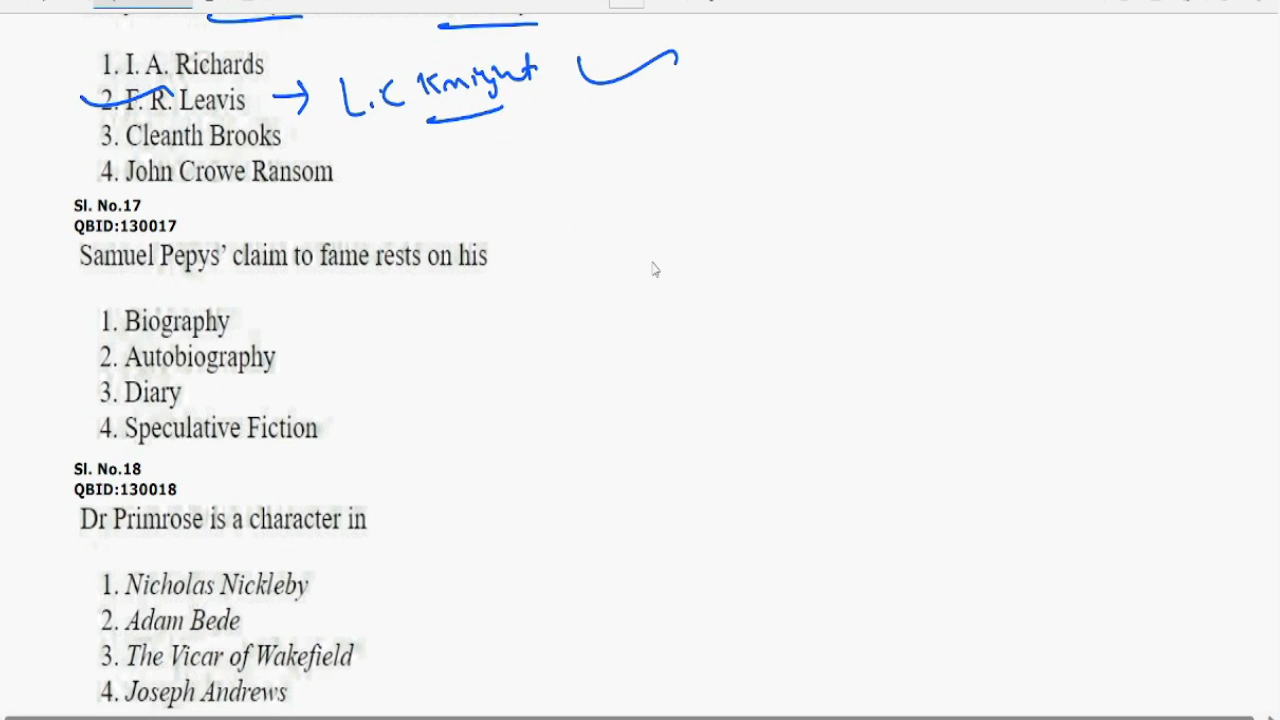 1. I. A. Richards
2. F. R. Leavis → L.C Knight
3. Cleanth Brooks
4. John Crowe Ransom
Sl. No.17
QBID:130017
Samuel Pepys’ claim to fame rests on his
1. Biography
2. Autobiography
3. Diary
4. Speculative Fiction
Sl. No.18
QBID:130018
Dr Primrose is a character in
1. Nicholas Nickleby
2. Adam Bede
3. The Vicar of Wakefield
4. Joseph Andrews